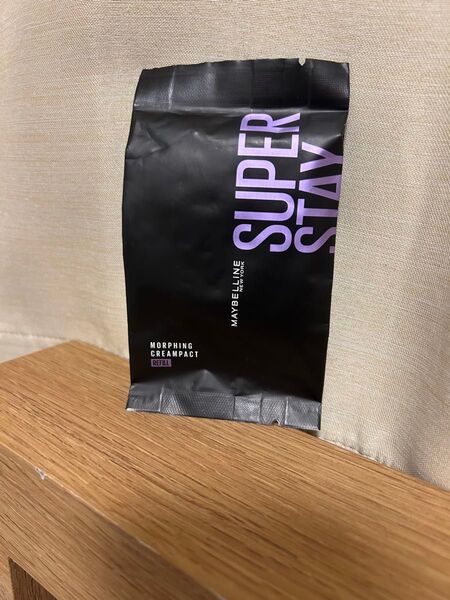 SUPER
STAY
MAYBELLINE
NEW YORK
MORPHING
CREAMPACT
REFILL